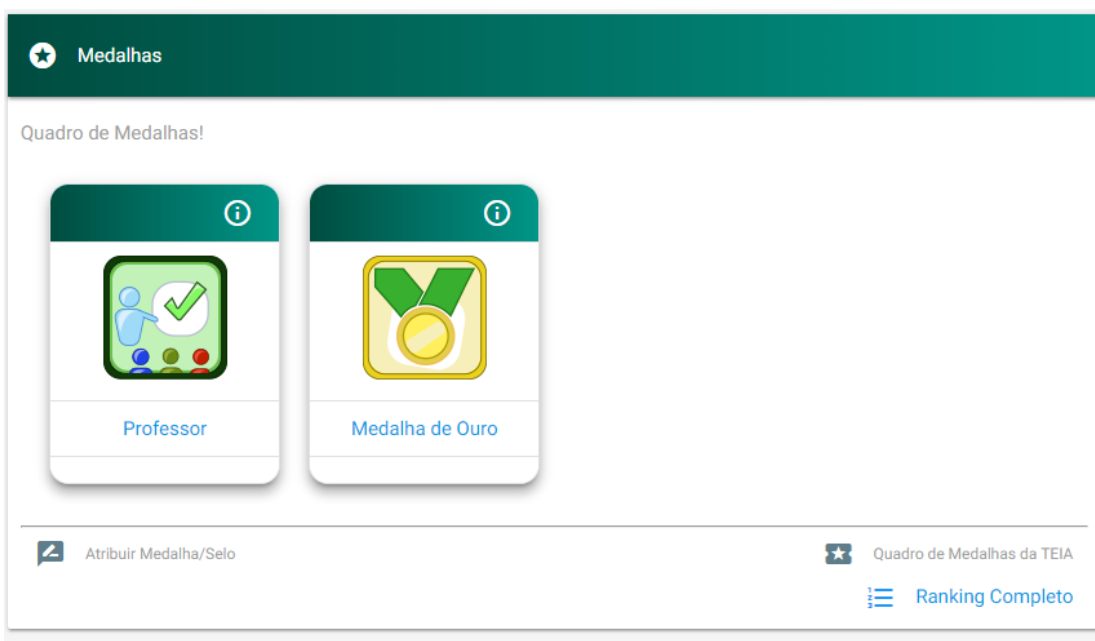 Medalhas
Quadro de Medalhas!
Professor
Medalha de Ouro
Atribuir Medalha/Selo
Quadro de Medalhas da TEIA
Ranking Completo